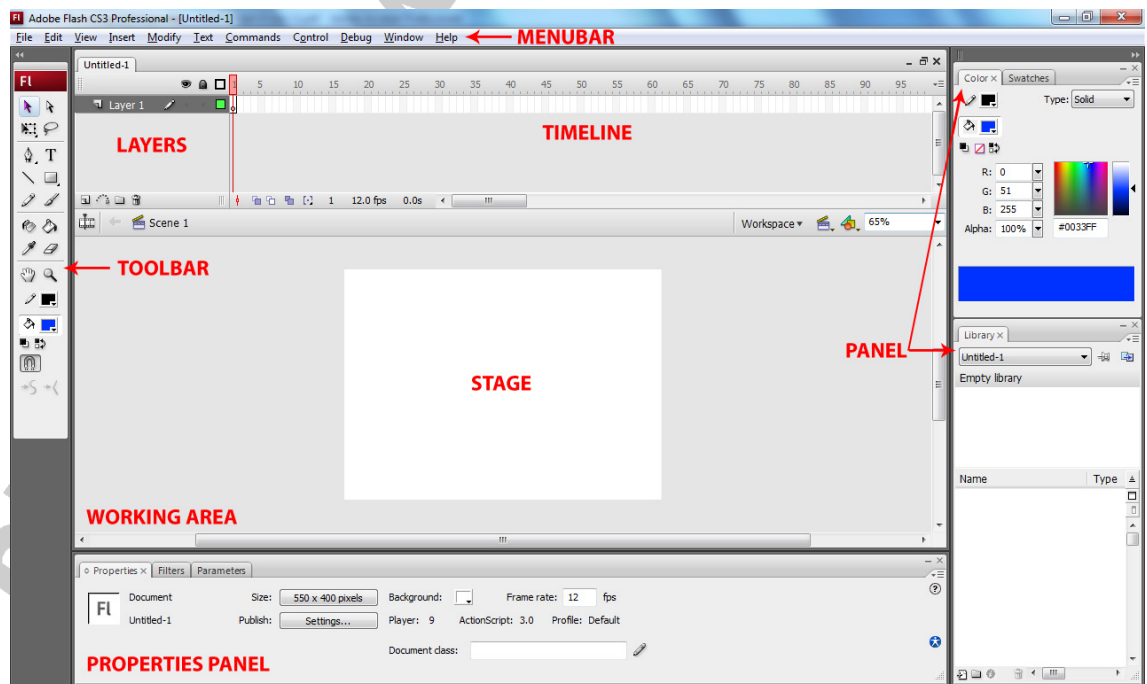 Adobe Flash CS3 Professional - [Untitled-1]
File Edit View Insert Modify Text Commands Control Debug Window Help MENUBAR
Untitled-1
Fl
5 10 15 20 25 30 35 40 45 50 55 60 65 70 75 80 85 90 95
Layer 1
LAYERS
TIMELINE
1 12.0 fps 0.0s
Scene 1
Workspace 65%
TOOLBAR
STAGE
WORKING AREA
Color Swatches
Type: Solid
R: 0
G: 51
B: 255
Alpha: 100% #0033FF
PANEL
Library
Untitled-1
Empty library
Name Type
Properties Filters Parameters
Fl
Document Size: 550 x 400 pixels Background: Frame rate: 12 fps
Untitled-1 Publish: Settings... Player: 9 ActionScript: 3.0 Profile: Default
Document class:
PROPERTIES PANEL